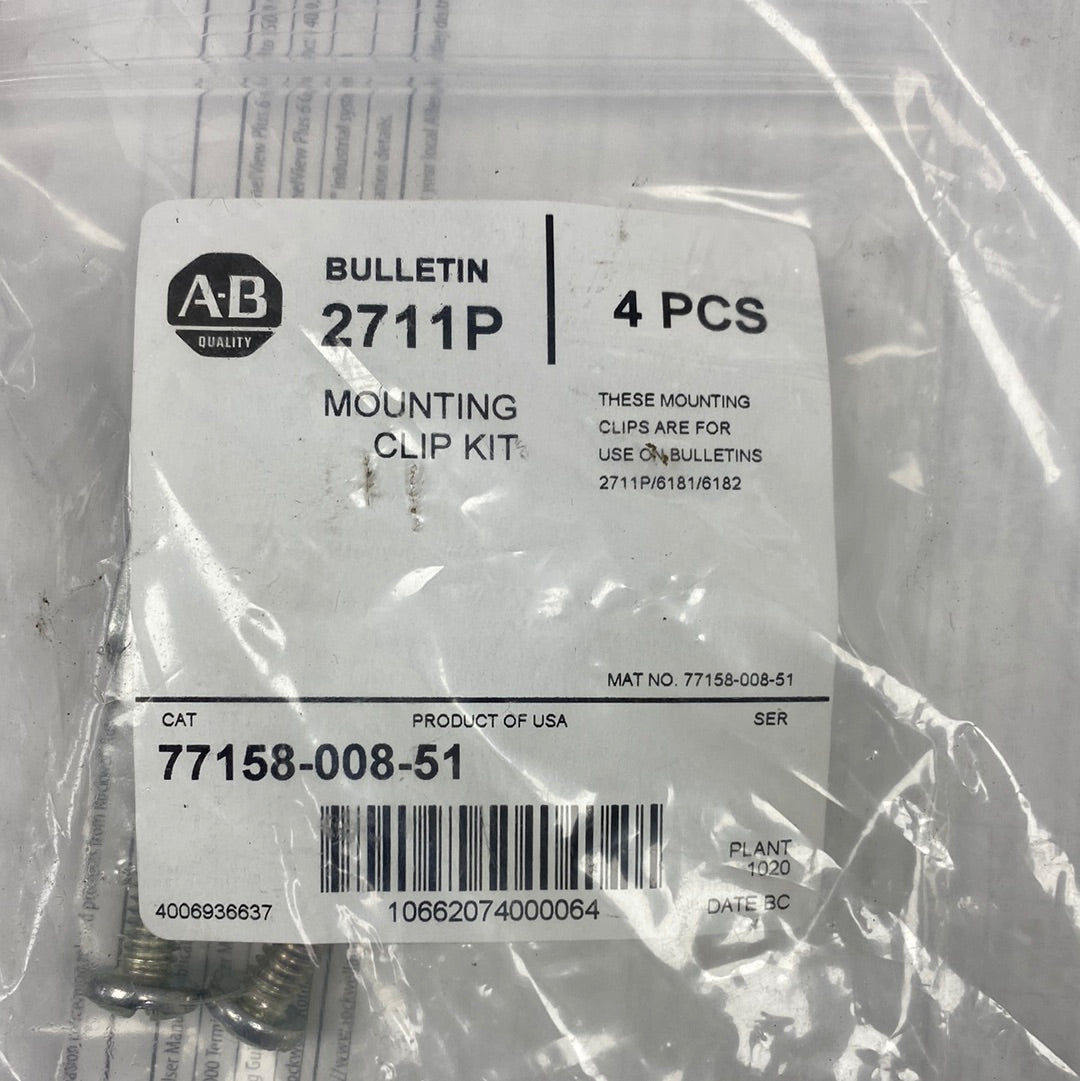 A-B
QUALITY
BULLETIN
2711P
4 PCS
MOUNTING
CLIP KIT
THESE MOUNTING
CLIPS ARE FOR
USE ON BULLETINS
2711P/6181/6182
MAT NO. 77158-008-51
CAT PRODUCT OF USA SER
77158-008-51
PLANT
1020
4006936637
10662074000064
DATE BC